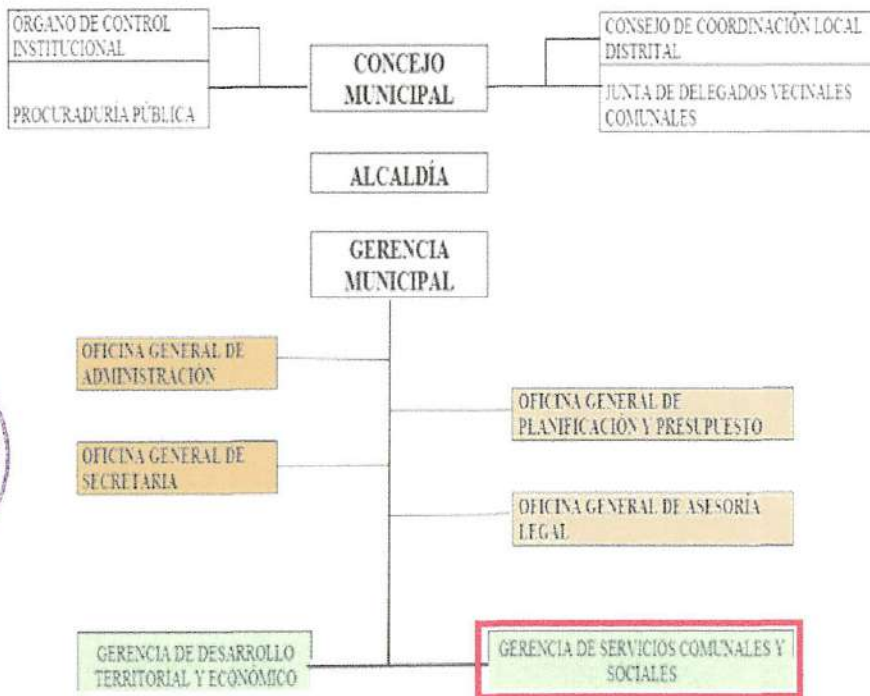 ÓRGANO DE CONTROL
INSTITUCIONAL
PROCURADURÍA PÚBLICA
CONCEJO
MUNICIPAL
CONSEJO DE COORDINACIÓN LOCAL
DISTRITAL
JUNTA DE DELEGADOS VECINALES
COMUNALES
ALCALDÍA
GERENCIA
MUNICIPAL
OFICINA GENERAL DE
ADMINISTRACIÓN
OFICINA GENERAL DE
PLANIFICACIÓN Y PRESUPUESTO
OFICINA GENERAL DE
SECRETARIA
OFICINA GENERAL DE ASESORÍA
LEGAL
GERENCIA DE DESARROLLO
TERRITORIAL Y ECONÓMICO
GERENCIA DE SERVICIOS COMUNALES Y
SOCIALES